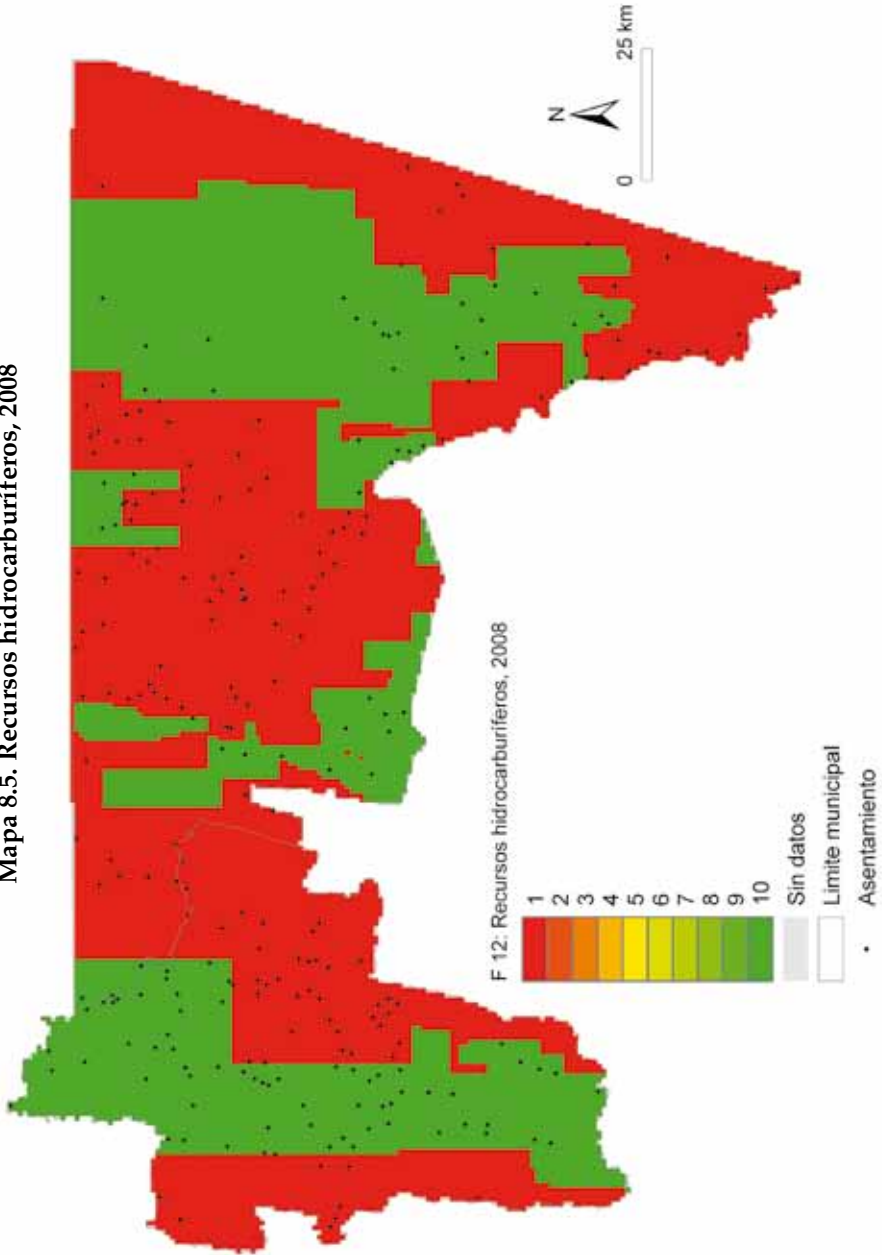 Mapa 8.5. Recursos hidrocarburíferos, 2008
N
0 25 km
F 12: Recursos hidrocarburíferos, 2008
1
2
3
4
5
6
7
8
9
10
Sin datos
Límite municipal
Asentamiento